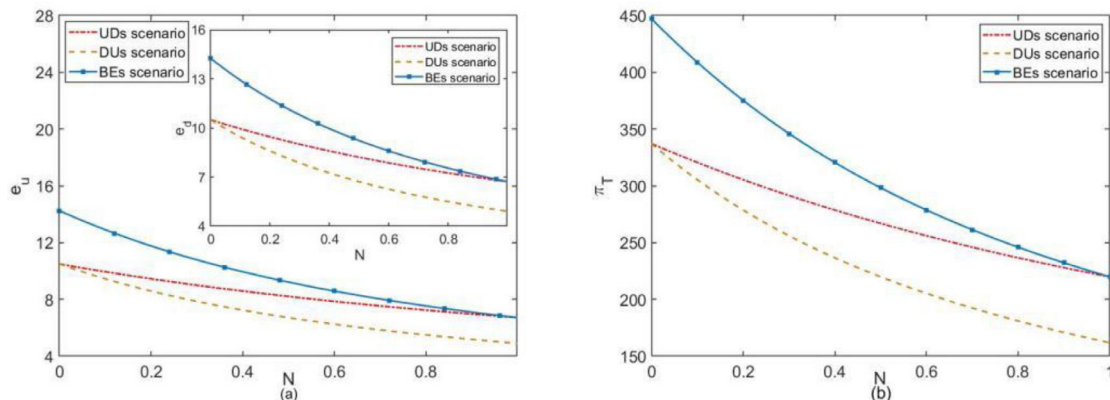 28
24
20
16
12
8
4
e_u
0
0.2
0.4
0.6
0.8
N
(a)
UDs scenario
DUs scenario
BEs scenario
16
13
10
7
4
e_d
0
0.2
0.4
0.6
0.8
N
UDs scenario
DUs scenario
BEs scenario
450
400
350
300
250
200
150
π_T
0
0.2
0.4
0.6
0.8
1
N
(b)
UDs scenario
DUs scenario
BEs scenario